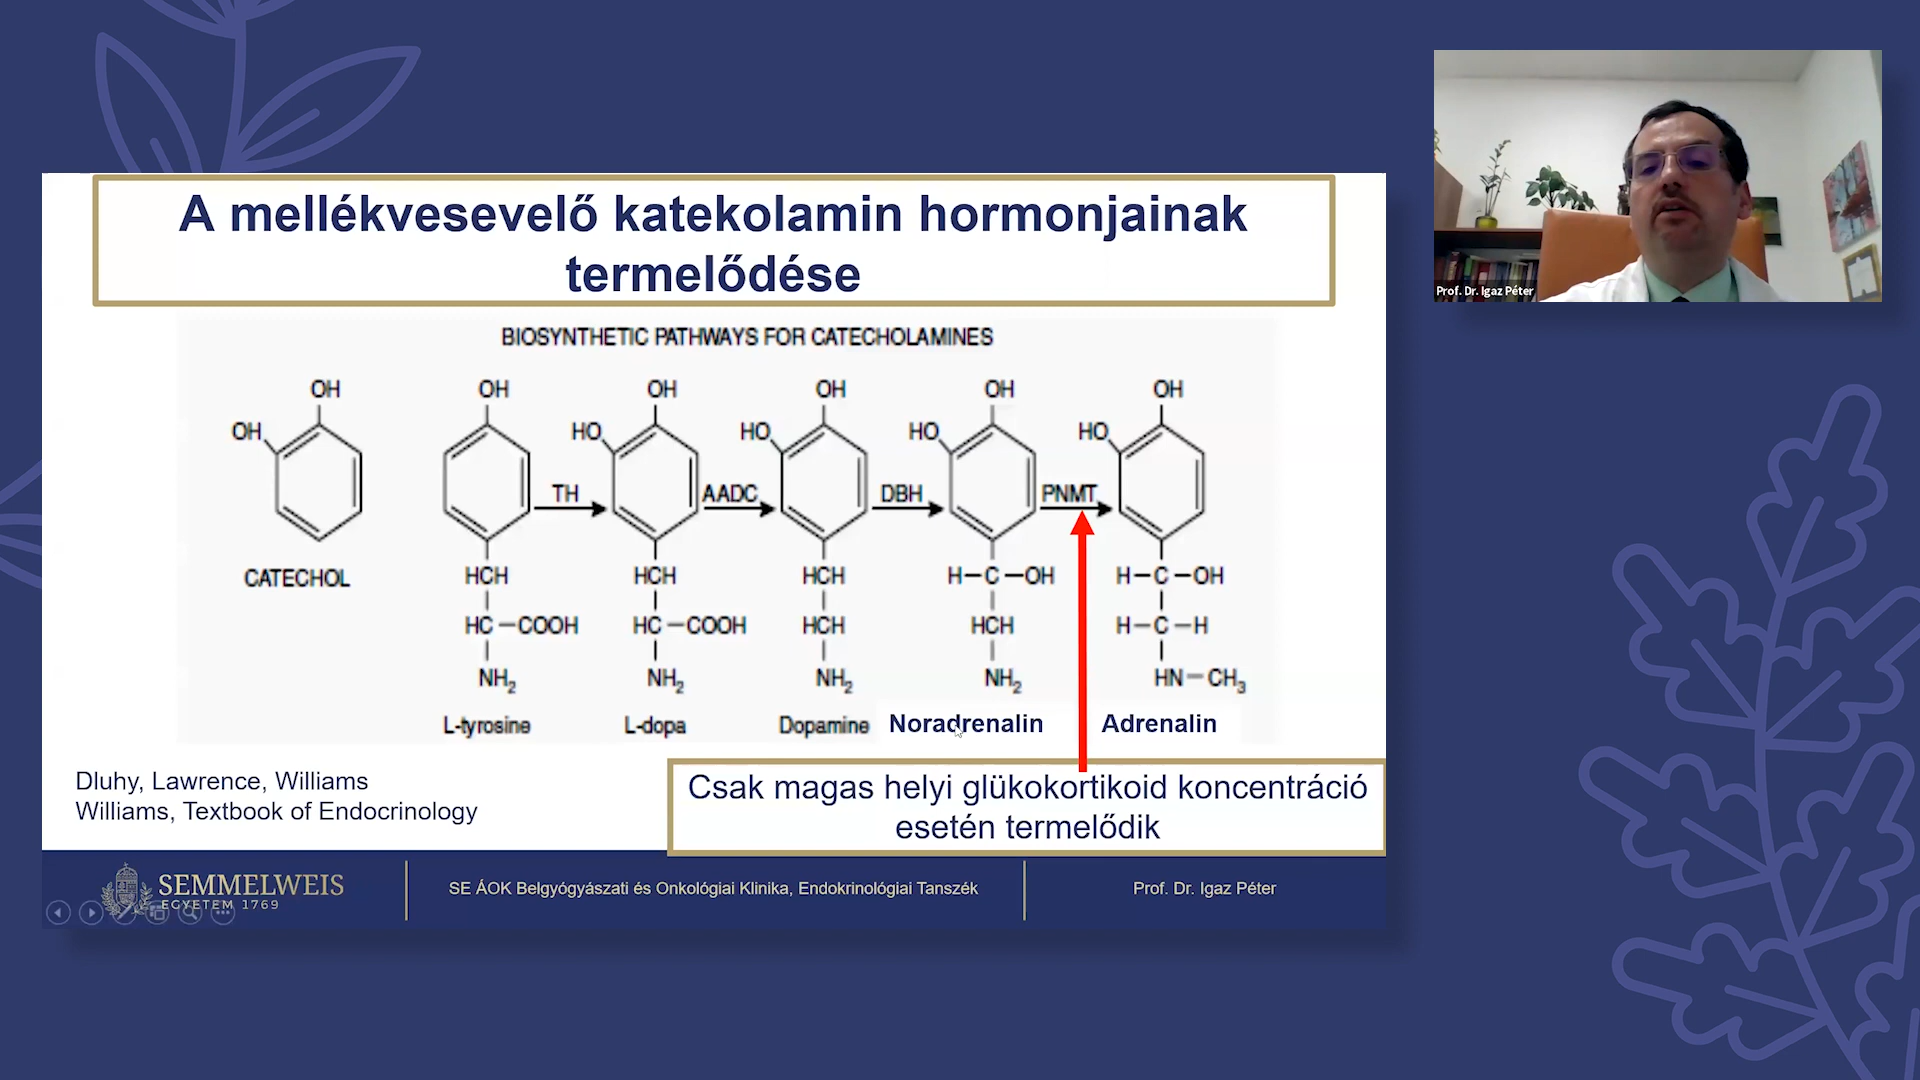 A mellékvesevelő katekolamin hormonjainak
termelődése
Prof. Dr. Igaz Péter
BIOSYNTHETIC PATHWAYS FOR CATECHOLAMINES
OH OH OH OH OH OH
OH HO HO HO HO
TH AADC DBH PNMT
CATECHOL
HCH HCH HCH H–C–OH H–C–OH
HC–COOH HC–COOH HCH HCH H–C–H
NH₂ NH₂ NH₂ NH₂ HN–CH₃
L-tyrosine L-dopa Dopamine Noradrenalin Adrenalin
Dluhy, Lawrence, Williams
Williams, Textbook of Endocrinology
Csak magas helyi glükokortikoid koncentráció
esetén termelődik
SEMMELWEIS
EGYETEM 1769
SE ÁOK Belgyógyászati és Onkológiai Klinika, Endokrinológiai Tanszék
Prof. Dr. Igaz Péter